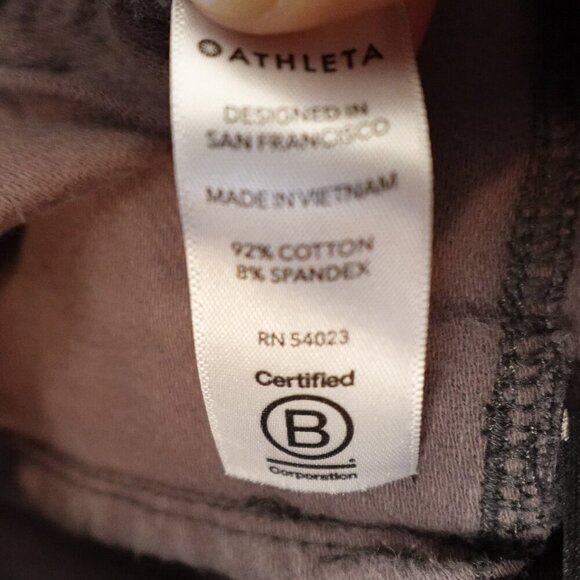 ATHLETA
DESIGNED IN
SAN FRANCISCO
MADE IN VIETNAM
92% COTTON
8% SPANDEX
RN 54023
Certified
B
Corporation